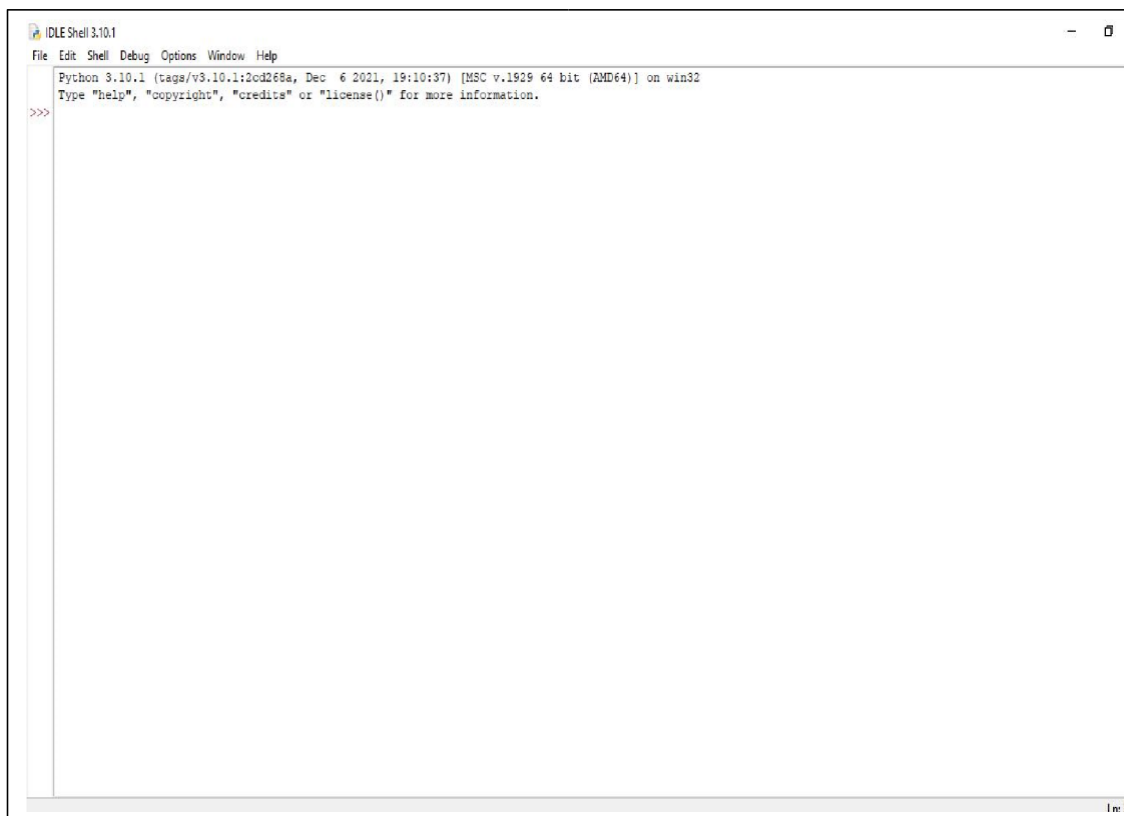 IDLE Shell 3.10.1
File Edit Shell Debug Options Window Help
Python 3.10.1 (tags/v3.10.1:2cd268a, Dec  6 2021, 19:10:37) [MSC v.1929 64 bit (AMD64)] on win32
Type "help", "copyright", "credits" or "license()" for more information.
>>>
Ln: